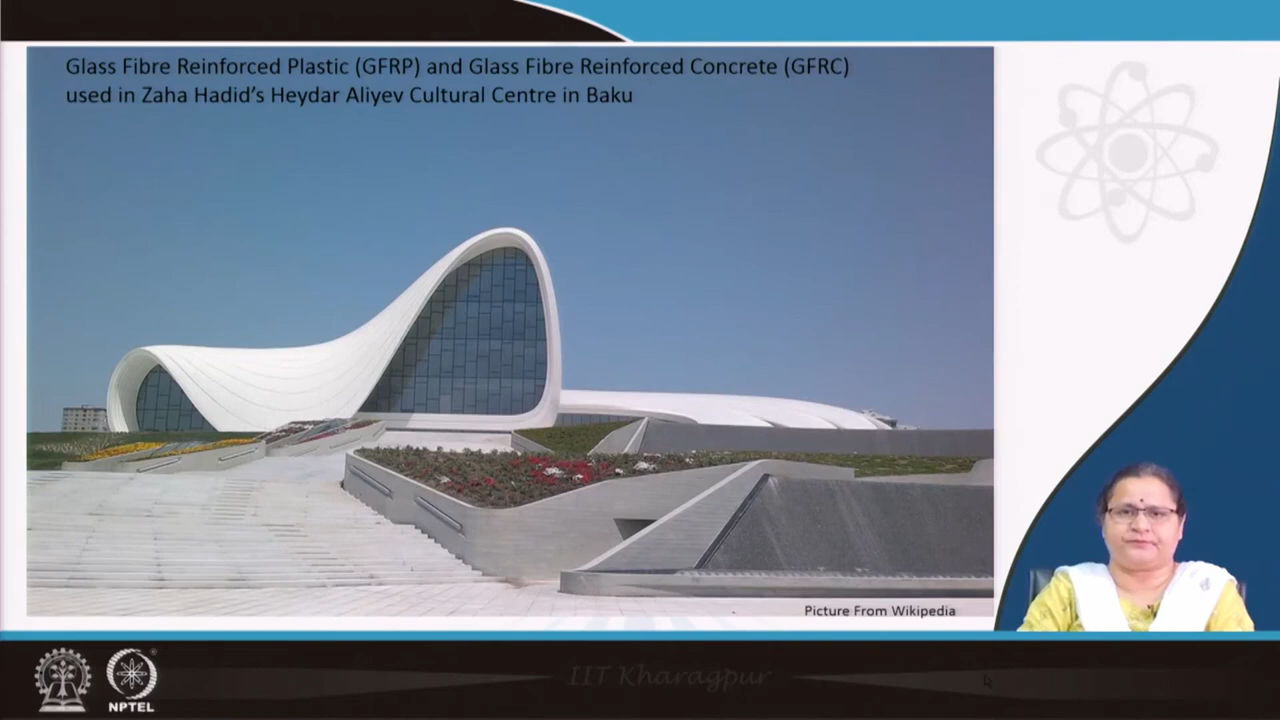 Glass Fibre Reinforced Plastic (GFRP) and Glass Fibre Reinforced Concrete (GFRC)
used in Zaha Hadid’s Heydar Aliyev Cultural Centre in Baku
Picture From Wikipedia
IIT Kharagpur
NPTEL